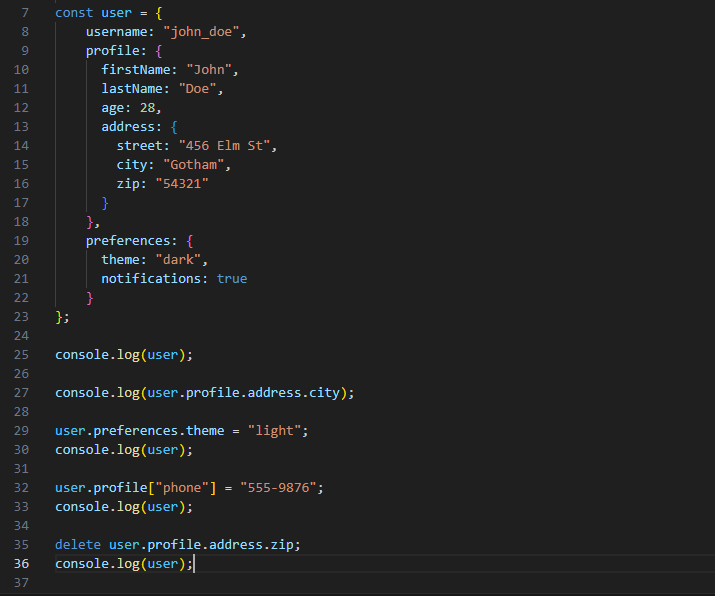 7 const user = {
8 username: "john_doe",
9 profile: {
10 firstName: "John",
11 lastName: "Doe",
12 age: 28,
13 address: {
14 street: "456 Elm St",
15 city: "Gotham",
16 zip: "54321"
17 }
18 },
19 preferences: {
20 theme: "dark",
21 notifications: true
22 }
23 };
24
25 console.log(user);
26
27 console.log(user.profile.address.city);
28
29 user.preferences.theme = "light";
30 console.log(user);
31
32 user.profile["phone"] = "555-9876";
33 console.log(user);
34
35 delete user.profile.address.zip;
36 console.log(user);
37